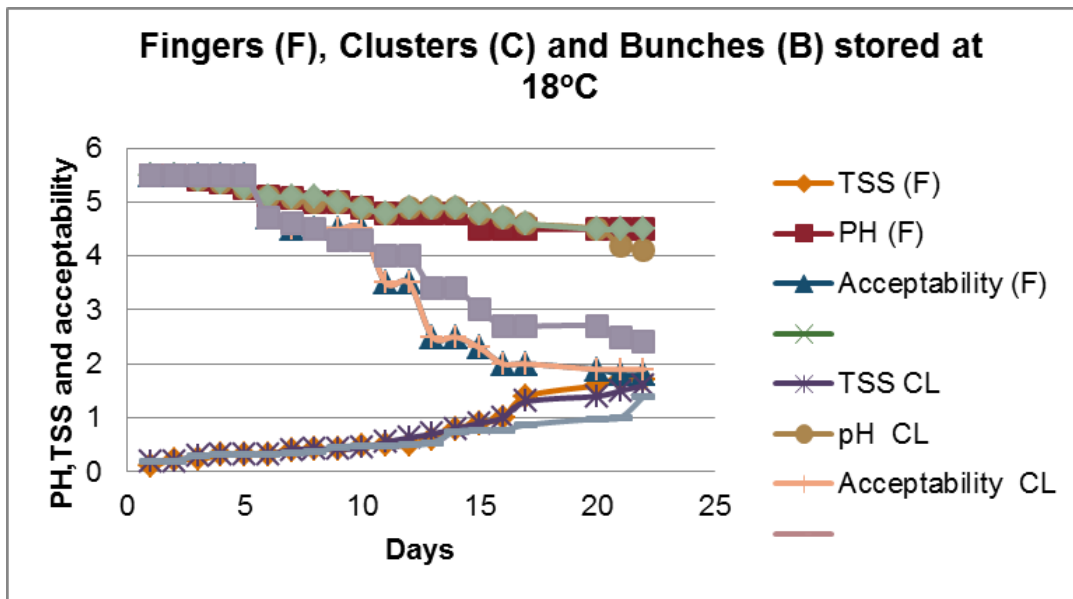 Fingers (F), Clusters (C) and Bunches (B) stored at
18ºC
PH,TSS and acceptability
6
5
4
3
2
1
0
0
5
10
15
20
25
Days
TSS (F)
PH (F)
Acceptability (F)
TSS CL
pH CL
Acceptability CL